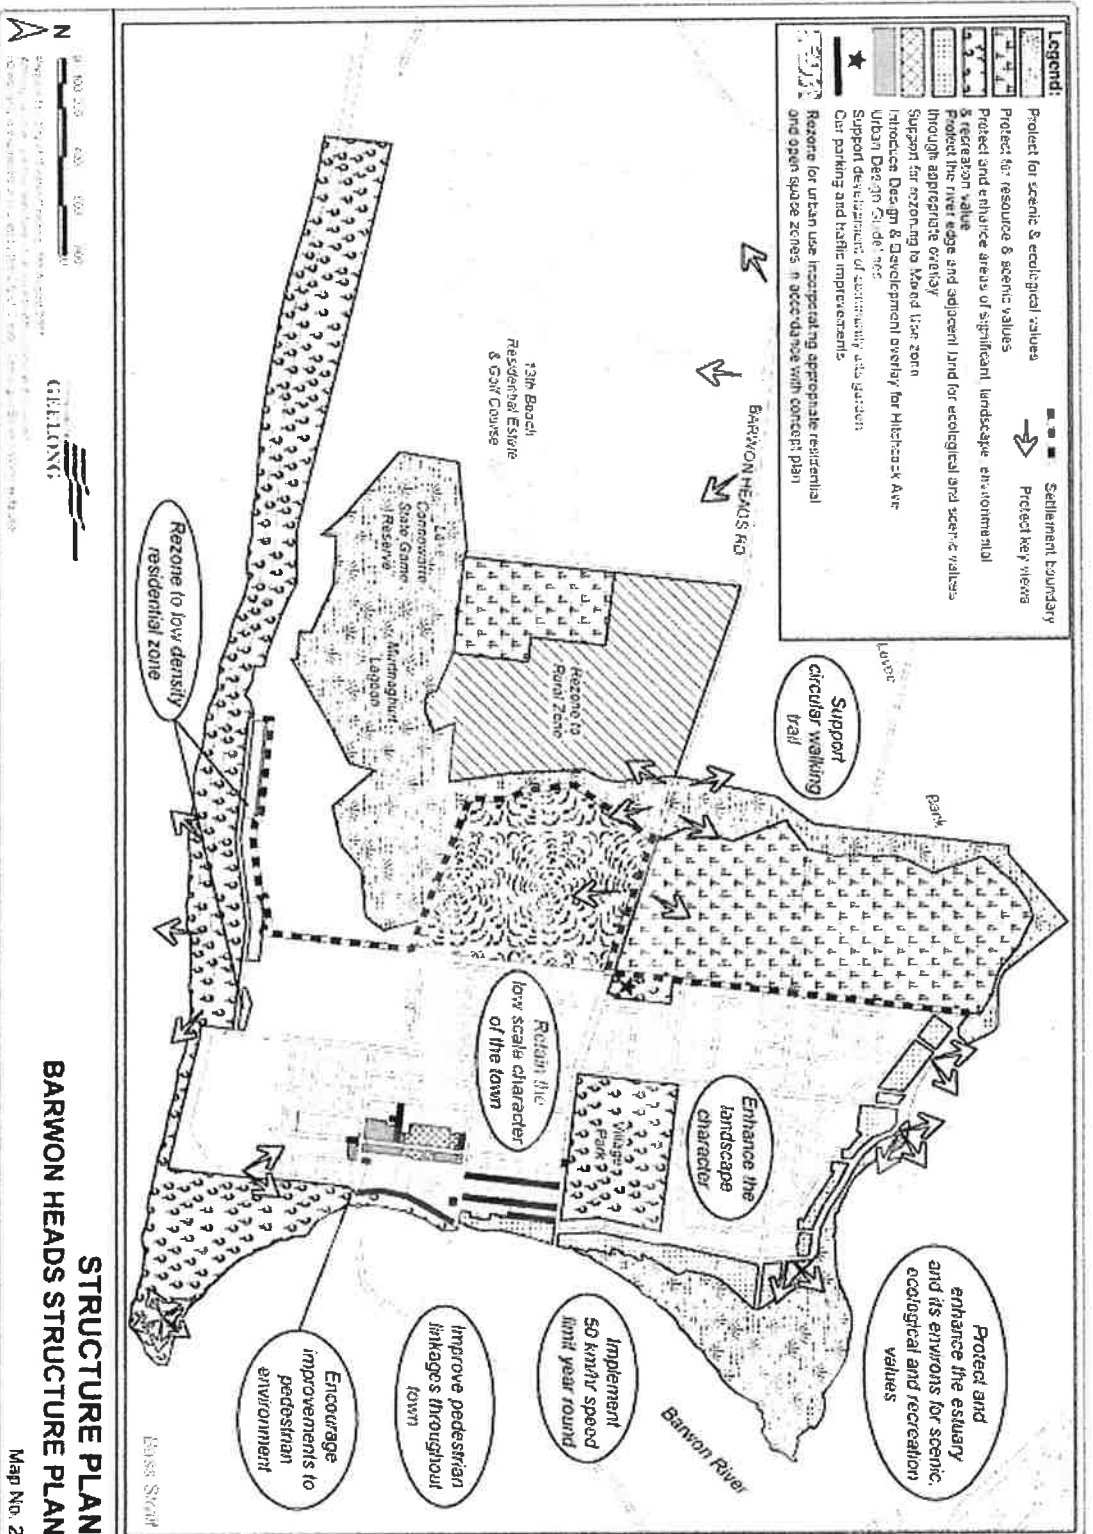 Legend:
Protect for scenic & ecological values
Protect for resource & scenic values
Protect and enhance areas of significant landscape, environmental
& recreation value
Protect the river edge and adjacent land for ecological and scenic values
through appropriate overlay
Support for rezoning to Mixed Use zone
Introduce Design & Development overlay for Hitchcock Ave
Urban Design Guidelines
Support development of community arts garden
Car parking and traffic improvements
Rezone for urban use incorporating appropriate residential
and open space zones in accordance with concept plan
Settlement boundary
Protect key views
BARWON HEADS RD
13th Beach
Residential Estate
& Golf Course
Lake
Connewarre
State Game
Reserve
Murtnaghurt
Lagoon
Rezone to
Rural Zone
Support
circular walking
trail
Levee
Bank
Rezone to low density
residential zone
Retain the
low scale character
of the town
Village
Park
Enhance the
landscape
character
Protect and
enhance the estuary
and its environs for scenic,
ecological and recreation
values
Implement
50 km/hr speed
limit year round
Improve pedestrian
linkages throughout
town
Encourage
improvements to
pedestrian
environment
Barwon River
Bass Strait
N
GEELONG
STRUCTURE PLAN
BARWON HEADS STRUCTURE PLAN
Map No. 2